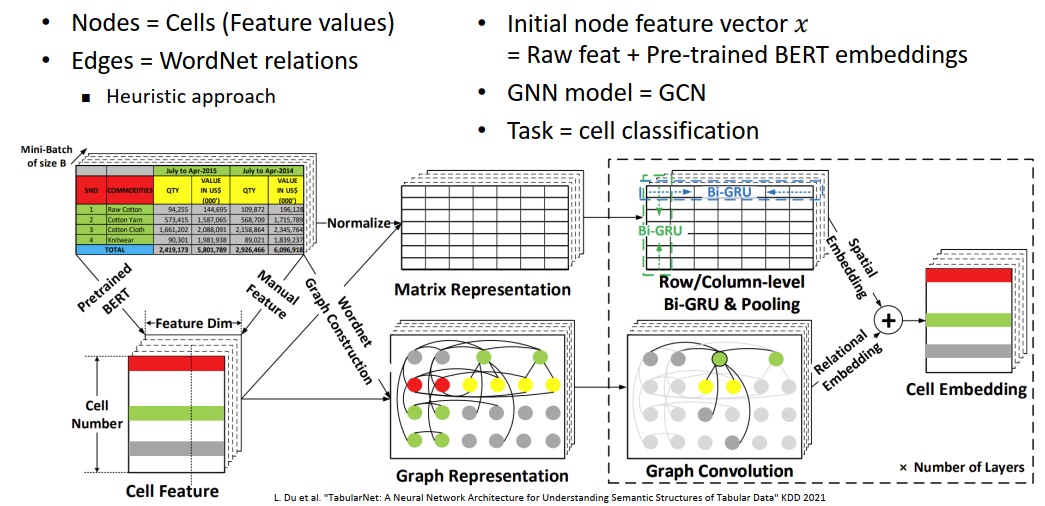 • Nodes = Cells (Feature values)
• Edges = WordNet relations
▪ Heuristic approach
• Initial node feature vector x
= Raw feat + Pre-trained BERT embeddings
• GNN model = GCN
• Task = cell classification
Mini-Batch
of size B
July to Apr-2015 July to Apr-2014
SNO COMMODITIES QTY VALUE IN US$ (000') QTY VALUE IN US$ (000')
1 Raw Cotton 94,255 144,695 109,872 196,128
2 Cotton Yarn 573,415 1,587,065 568,709 1,715,789
3 Cotton Cloth 1,661,202 2,088,091 2,158,864 2,345,764
4 Knitwear 90,301 1,981,938 89,021 1,839,237
TOTAL 2,419,173 5,801,789 2,926,466 6,096,918
Normalize
Matrix Representation
Bi-GRU
Bi-GRU
Row/Column-level
Bi-GRU & Pooling
Spatial
Embedding
Pretrained
BERT
Manual
Feature
Wordnet
Graph Construction
Feature Dim
Cell
Number
Cell Feature
Graph Representation
Graph Convolution
Relational
Embedding
+
Cell Embedding
× Number of Layers
L. Du et al. "TabularNet: A Neural Network Architecture for Understanding Semantic Structures of Tabular Data" KDD 2021